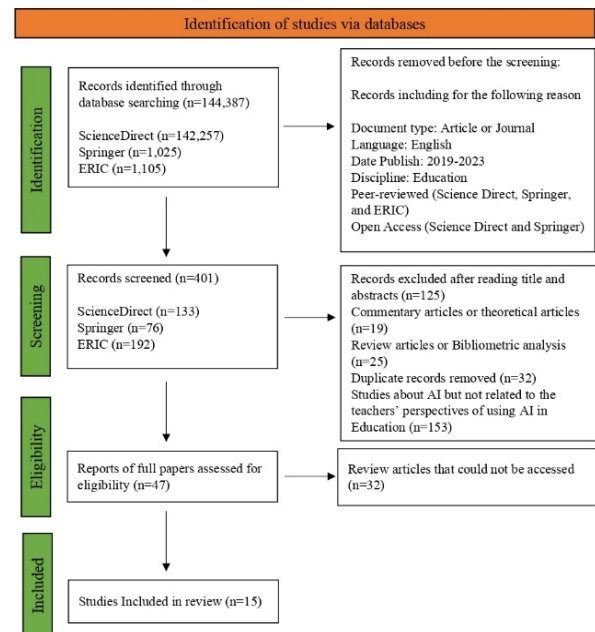 Identification of studies via databases
Identification
Records identified through
database searching (n=144,387)
ScienceDirect (n=142,257)
Springer (n=1,025)
ERIC (n=1,105)
Records removed before the screening:
Records including for the following reason
Document type: Article or Journal
Language: English
Date Publish: 2019-2023
Discipline: Education
Peer-reviewed (Science Direct, Springer,
and ERIC)
Open Access (Science Direct and Springer)
Screening
Records screened (n=401)
ScienceDirect (n=133)
Springer (n=76)
ERIC (n=192)
Records excluded after reading title and
abstracts (n=125)
Commentary articles or theoretical articles
(n=19)
Review articles or Bibliometric analysis
(n=25)
Duplicate records removed (n=32)
Studies about AI but not related to the
teachers' perspectives of using AI in
Education (n=153)
Eligibility
Reports of full papers assessed for
eligibility (n=47)
Review articles that could not be accessed
(n=32)
Included
Studies Included in review (n=15)